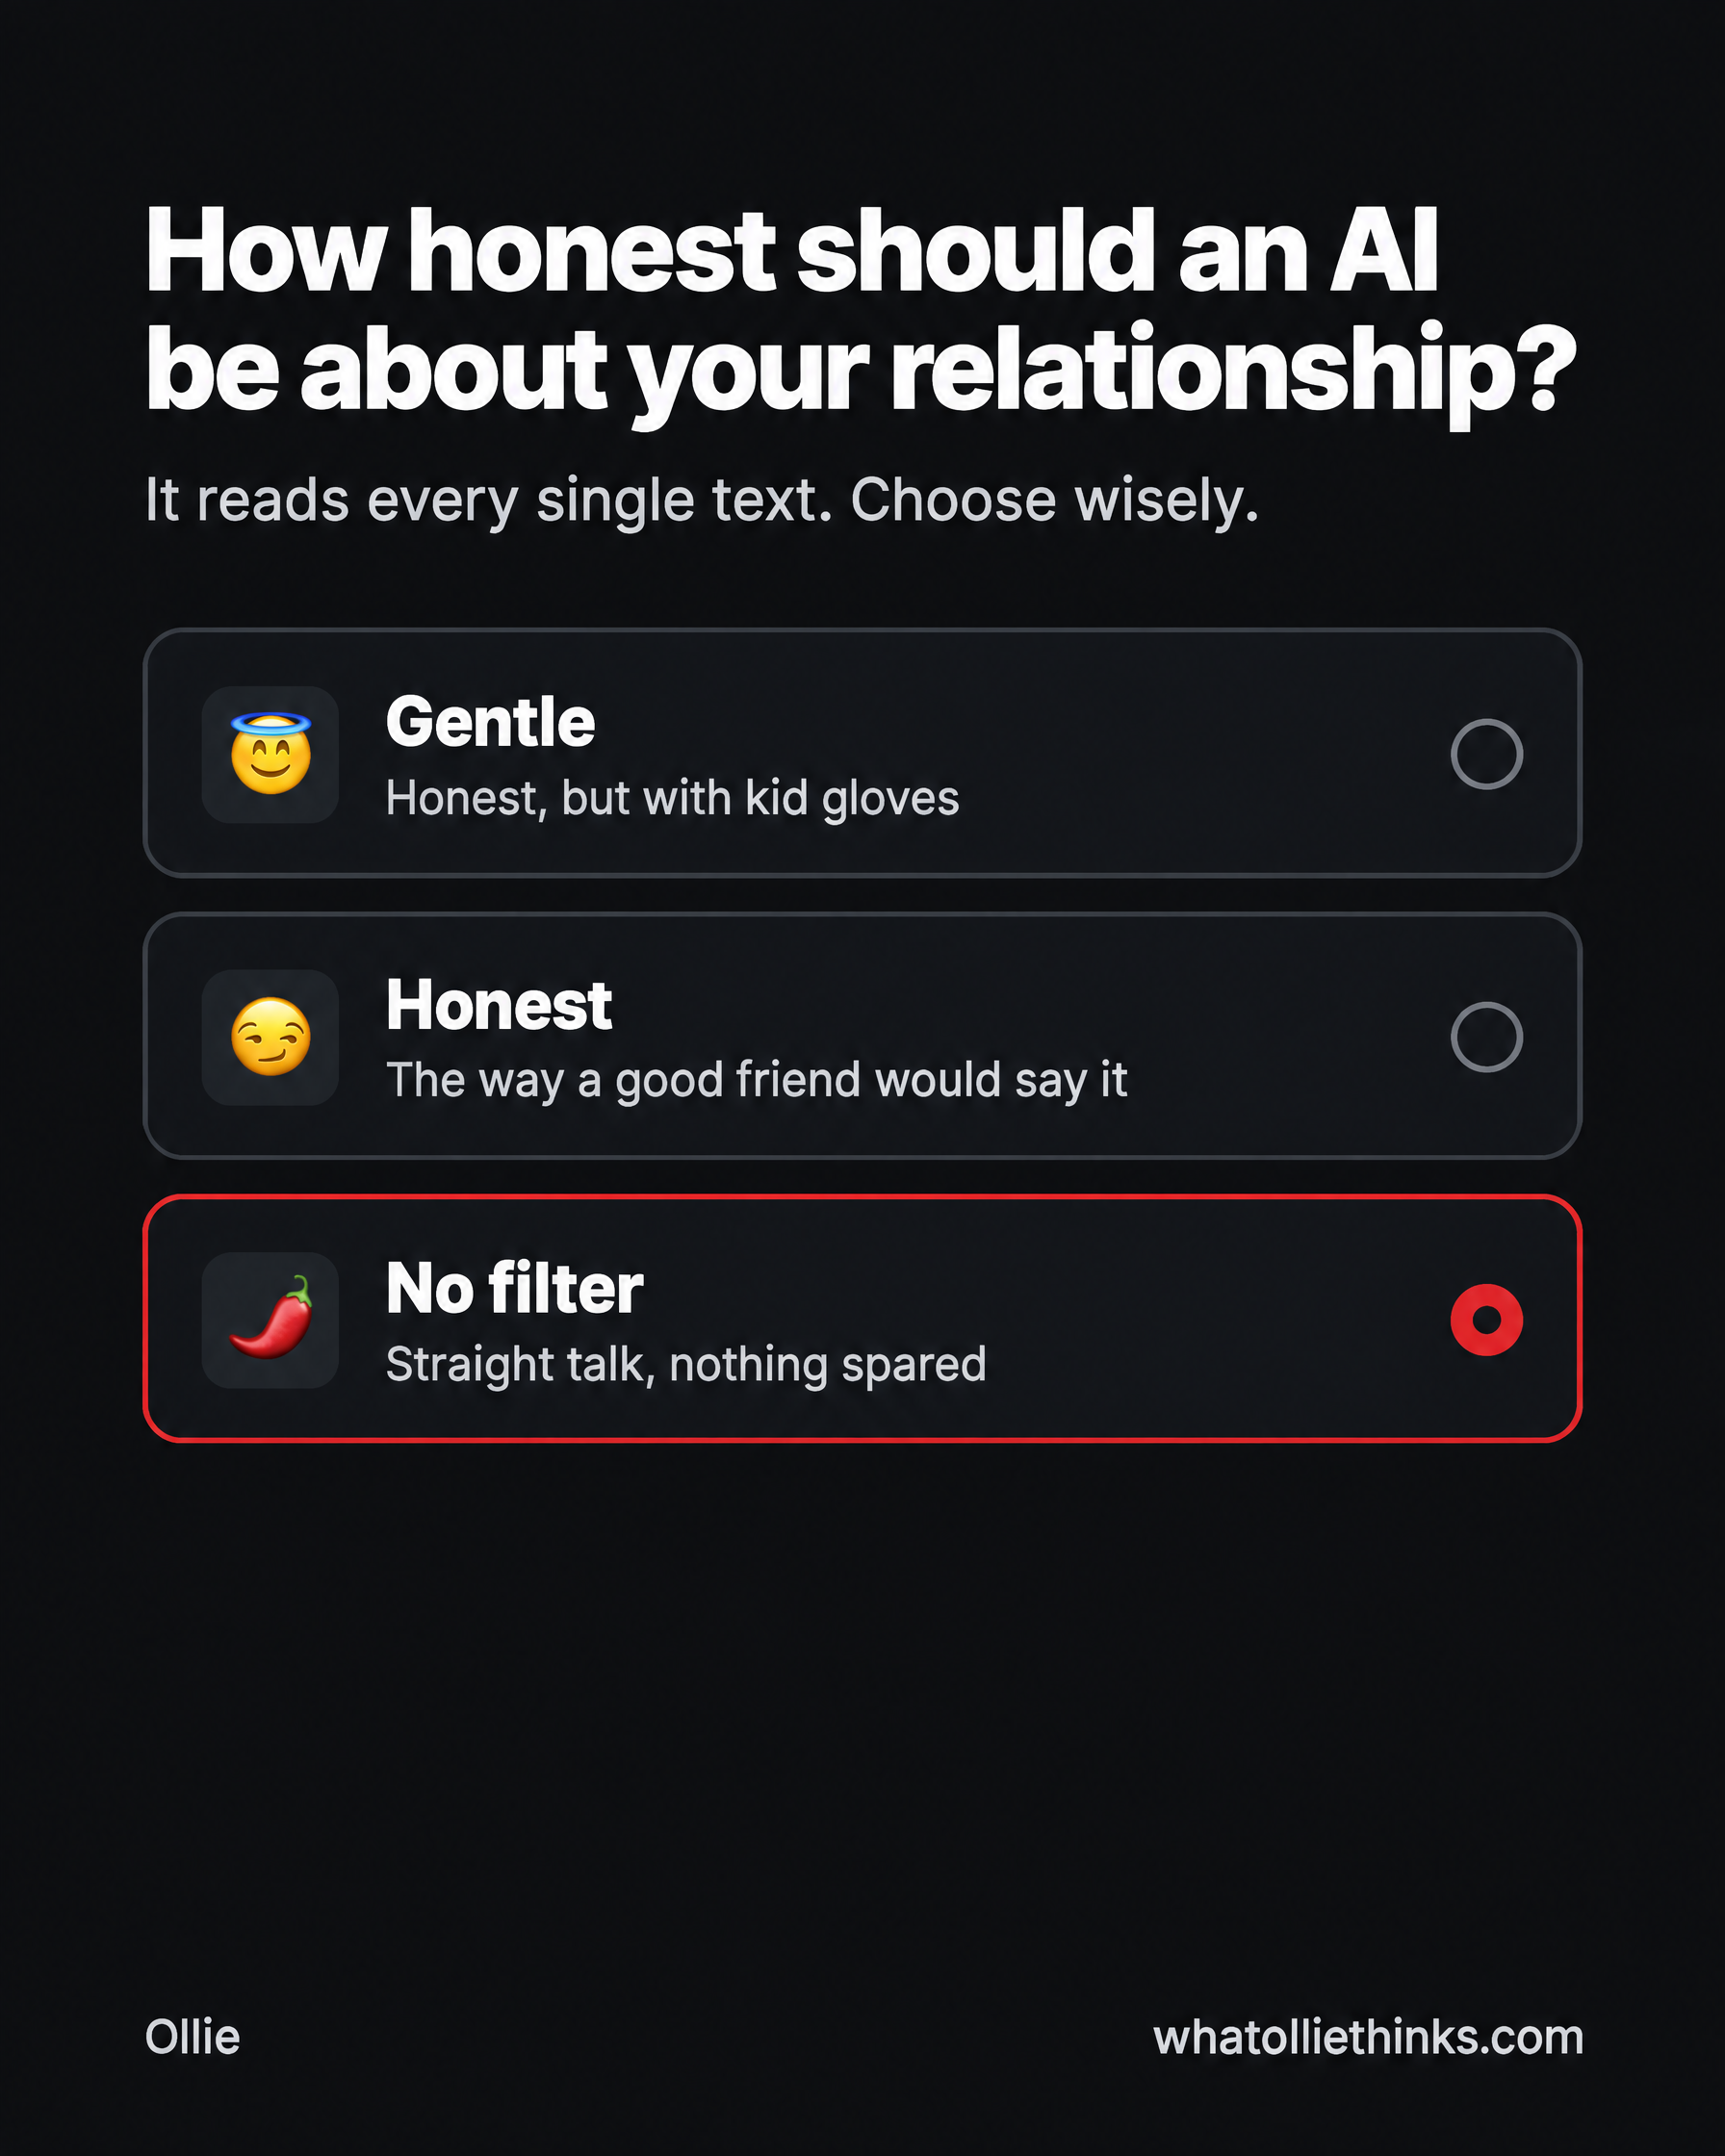 How honest should an AI
be about your relationship?
It reads every single text. Choose wisely.
Gentle
Honest, but with kid gloves
Honest
The way a good friend would say it
No filter
Straight talk, nothing spared
Ollie
whatolliethinks.com